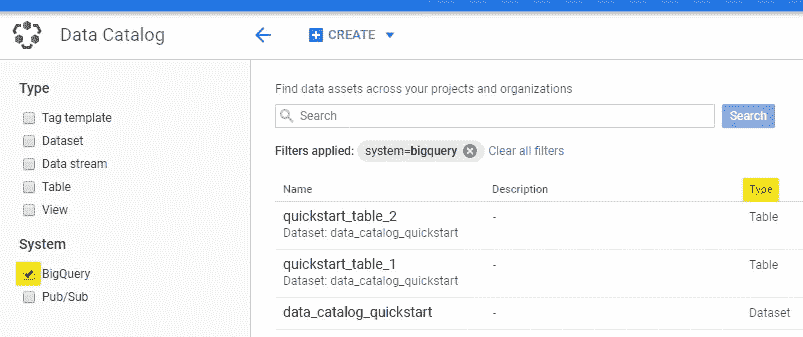 Data Catalog
CREATE
Type
Tag template
Dataset
Data stream
Table
View
System
BigQuery
Pub/Sub
Find data assets across your projects and organizations
Search Search
Filters applied: system=bigquery Clear all filters
Name Description Type
quickstart_table_2 - Table
Dataset: data_catalog_quickstart
quickstart_table_1 - Table
Dataset: data_catalog_quickstart
data_catalog_quickstart - Dataset